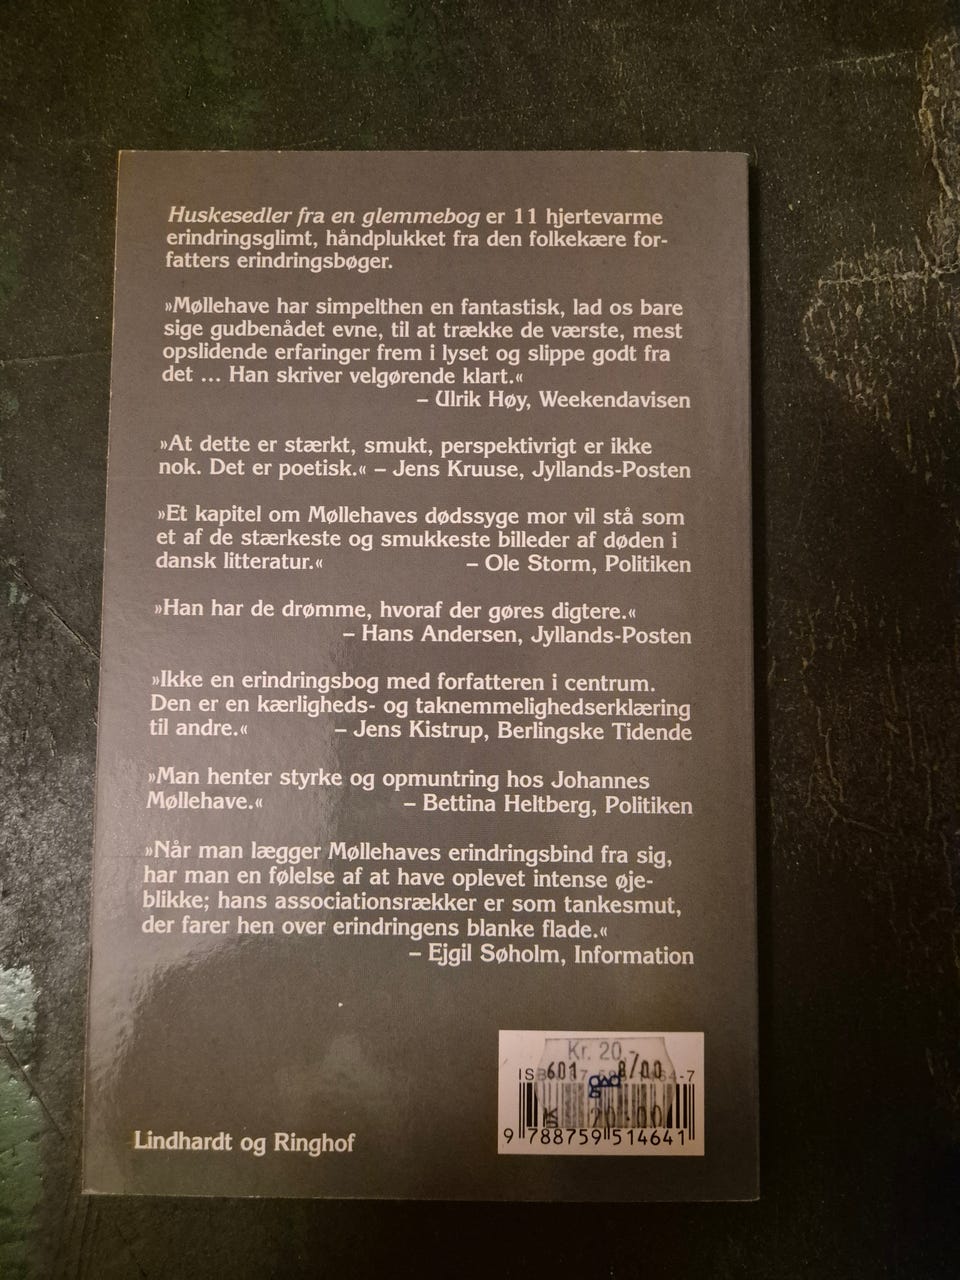 Huskesedler fra en glemmebog er 11 hjertevarme
erindringsglimt, håndplukket fra den folkekære for-
fatters erindringsbøger.
»Møllehave har simpelthen en fantastisk, lad os bare
sige gudbenådet evne, til at trække de værste, mest
opslidende erfaringer frem i lyset og slippe godt fra
det ... Han skriver velgørende klart.«
– Ulrik Høy, Weekendavisen
»At dette er stærkt, smukt, perspektivrigt er ikke
nok. Det er poetisk.« – Jens Kruuse, Jyllands-Posten
»Et kapitel om Møllehaves dødssyge mor vil stå som
et af de stærkeste og smukkeste billeder af døden i
dansk litteratur.« – Ole Storm, Politiken
»Han har de drømme, hvoraf der gøres digtere.«
– Hans Andersen, Jyllands-Posten
»Ikke en erindringsbog med forfatteren i centrum.
Den er en kærligheds- og taknemmelighedserklæring
til andre.« – Jens Kistrup, Berlingske Tidende
»Man henter styrke og opmuntring hos Johannes
Møllehave.« – Bettina Heltberg, Politiken
»Når man lægger Møllehaves erindringsbind fra sig,
har man en følelse af at have oplevet intense øje-
blikke; hans associationsrækker er som tankesmut,
der farer hen over erindringens blanke flade.«
– Ejgil Søholm, Information
Kr. 20.-
601 8/00
gad
20.00
9 788759 514641
Lindhardt og Ringhof